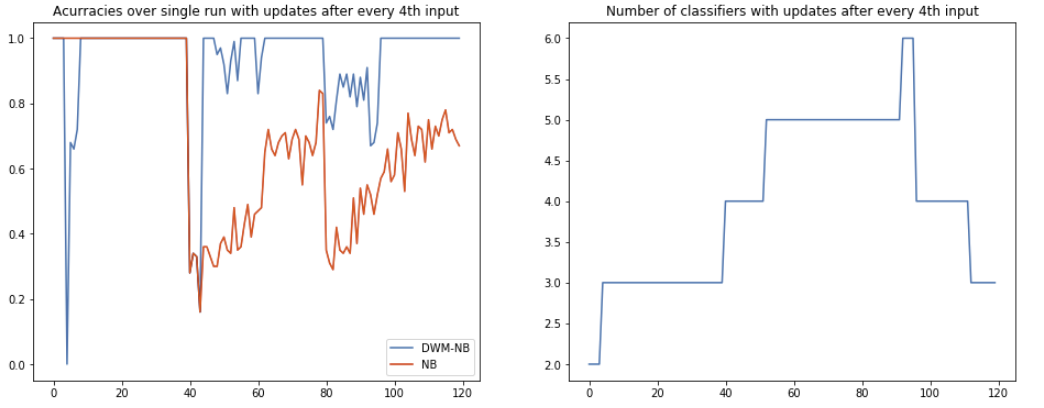 Acurracies over single run with updates after every 4th input
1.0
0.8
0.6
0.4
0.2
0.0
0 20 40 60 80 100 120
DWM-NB
NB
Number of classifiers with updates after every 4th input
6.0
5.5
5.0
4.5
4.0
3.5
3.0
2.5
2.0
0 20 40 60 80 100 120